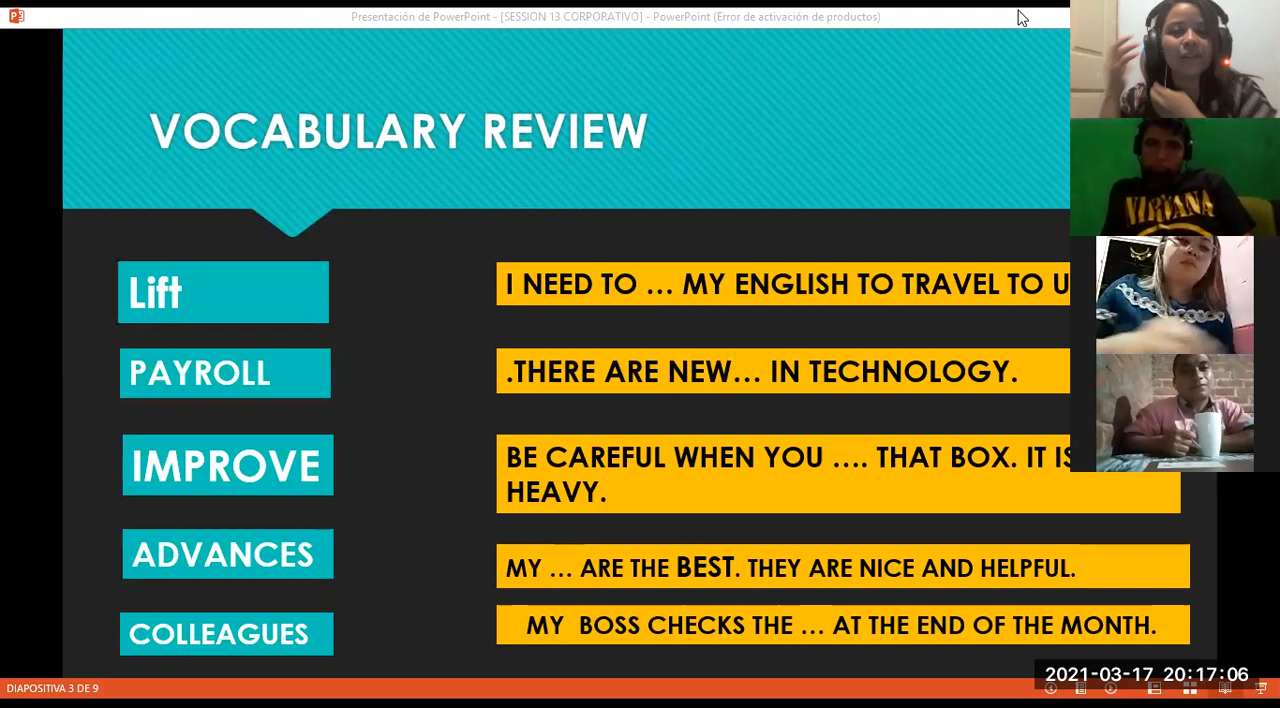 Presentación de PowerPoint - [SESSION 13 CORPORATIVO] - PowerPoint (Error de activación de productos)
VOCABULARY REVIEW
Lift
I NEED TO ... MY ENGLISH TO TRAVEL TO U
PAYROLL
.THERE ARE NEW... IN TECHNOLOGY.
IMPROVE
BE CAREFUL WHEN YOU .... THAT BOX. IT IS
HEAVY.
ADVANCES
MY ... ARE THE BEST. THEY ARE NICE AND HELPFUL.
COLLEAGUES
MY BOSS CHECKS THE ... AT THE END OF THE MONTH.
NIRVANA
2021-03-17 20:17:06
DIAPOSITIVA 3 DE 9